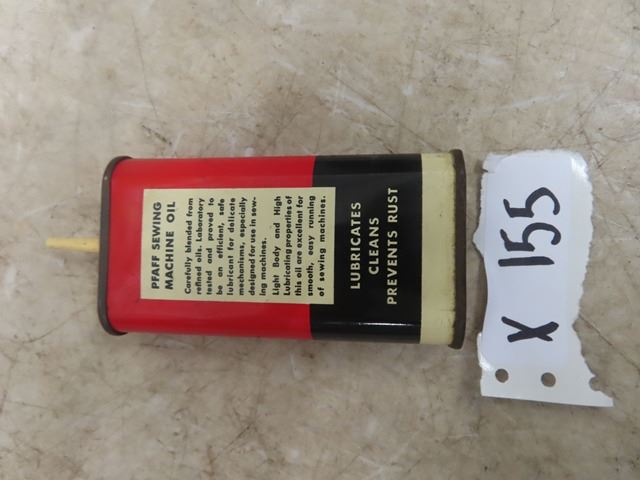 PFAFF SEWING
MACHINE OIL
Carefully blended from
refined oils. Laboratory
tested and proved to
be an efficient, safe
lubricant for delicate
mechanisms, especially
designed for use in sew-
ing machines.
Light Body and High
Lubricating properties of
this oil are excellent for
smooth, easy running
of sewing machines.
LUBRICATES
CLEANS
PREVENTS RUST
X 155